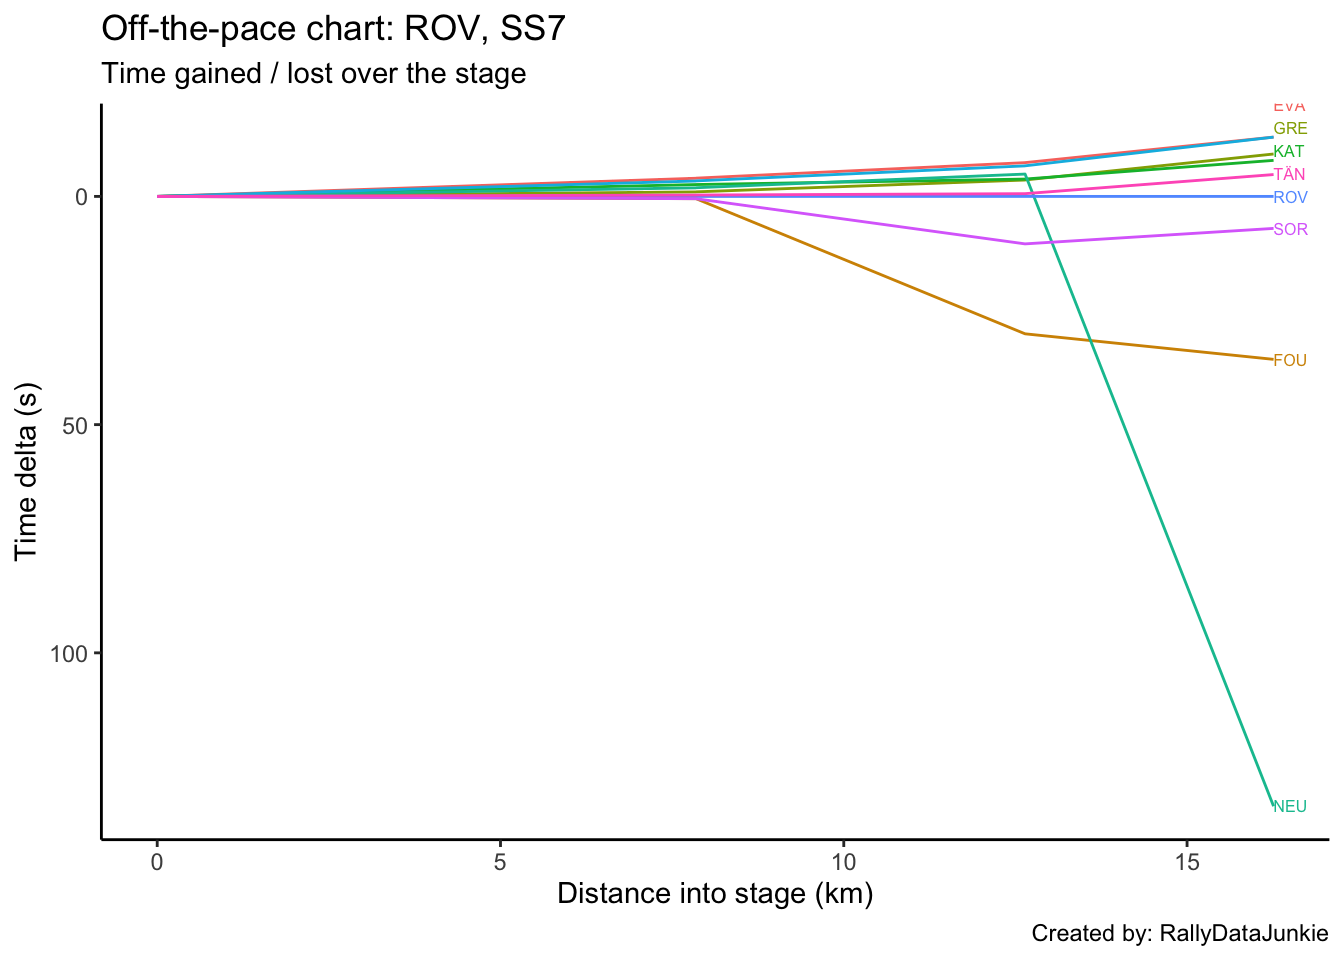 Off-the-pace chart: ROV, SS7
Time gained / lost over the stage
EVA
GRE
KAT
TÄN
ROV
SOR
FOU
NEU
0
50
100
Time delta (s)
0
5
10
15
Distance into stage (km)
Created by: RallyDataJunkie